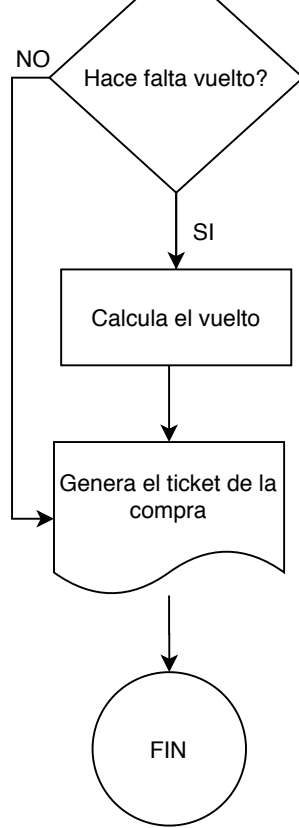 NO
Hace falta vuelto?
SI
Calcula el vuelto
Genera el ticket de la
compra
FIN